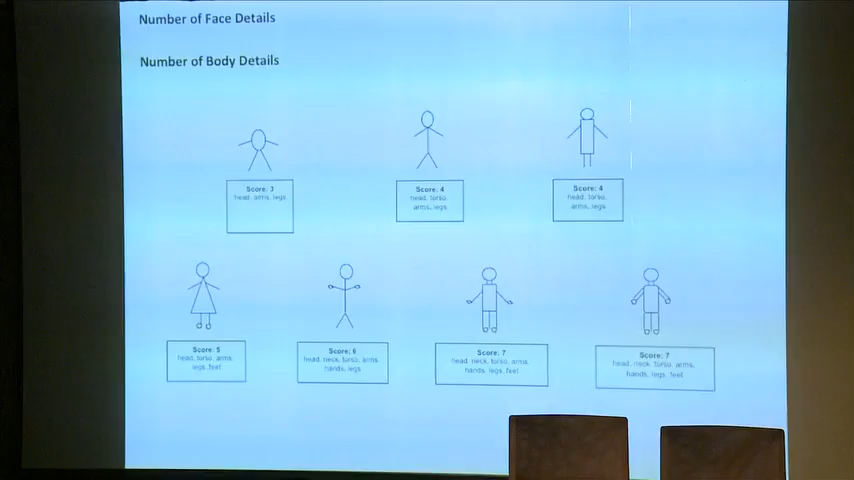 Number of Face Details
Number of Body Details
Score: 3
head, arms, legs
Score: 4
head, torso,
arms, legs
Score: 4
head, torso,
arms, legs
Score: 5
head, torso, arms,
legs, feet
Score: 6
head, neck, torso, arms,
hands, legs
Score: 7
head, neck, torso, arms,
hands, legs, feet
Score: 7
head, neck, torso, arms,
hands, legs, feet